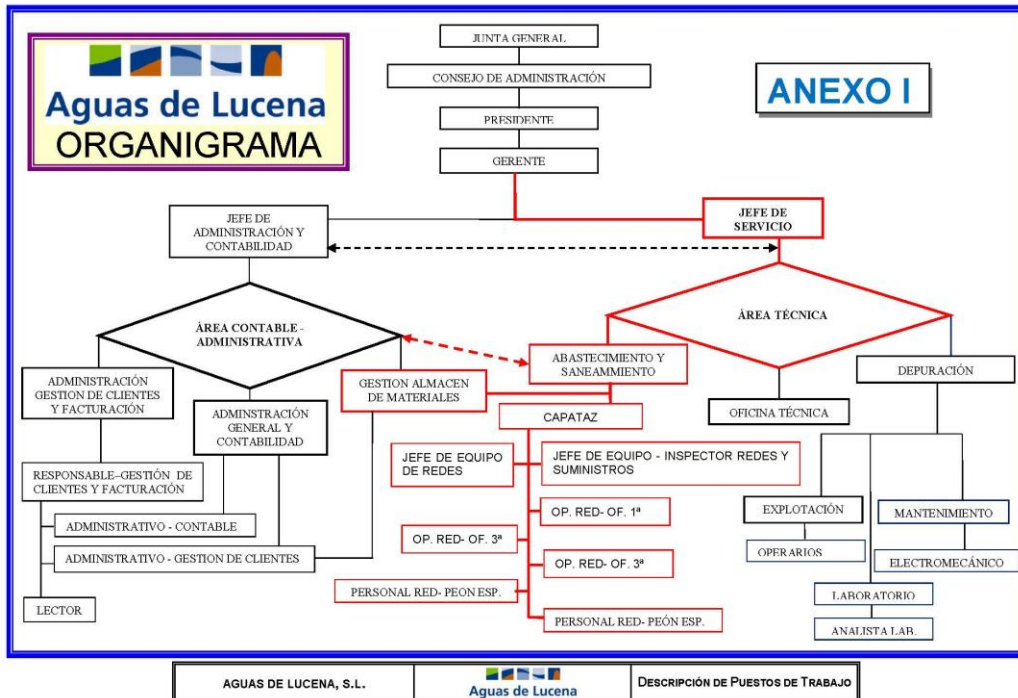 JUNTA GENERAL
Aguas de Lucena
ORGANIGRAMA
CONSEJO DE ADMINISTRACIÓN
ANEXO I
PRESIDENTE
GERENTE
JEFE DE
ADMINISTRACIÓN Y
CONTABILIDAD
JEFE DE
SERVICIO
ÁREA CONTABLE -
ADMINISTRATIVA
ÁREA TÉCNICA
ADMINISTRACIÓN
GESTION DE CLIENTES
Y FACTURACIÓN
ADMINSTRACIÓN
GENERAL Y
CONTABILIDAD
GESTION ALMACEN
DE MATERIALES
ABASTECIMIENTO Y
SANEAMMIENTO
OFICINA TÉCNICA
DEPURACIÓN
CAPATAZ
RESPONSABLE–GESTIÓN DE
CLIENTES Y FACTURACIÓN
JEFE DE EQUIPO
DE REDES
JEFE DE EQUIPO - INSPECTOR REDES Y
SUMINISTROS
ADMINISTRATIVO - CONTABLE
ADMINISTRATIVO - GESTION DE CLIENTES
LECTOR
OP. RED- OF. 1ª
OP. RED- OF. 3ª
OP. RED- OF. 3ª
PERSONAL RED- PEON ESP.
PERSONAL RED- PEÓN ESP.
EXPLOTACIÓN
OPERARIOS
MANTENIMIENTO
ELECTROMECÁNICO
LABORATORIO
ANALISTA LAB.
AGUAS DE LUCENA, S.L.
Aguas de Lucena
DESCRIPCIÓN DE PUESTOS DE TRABAJO